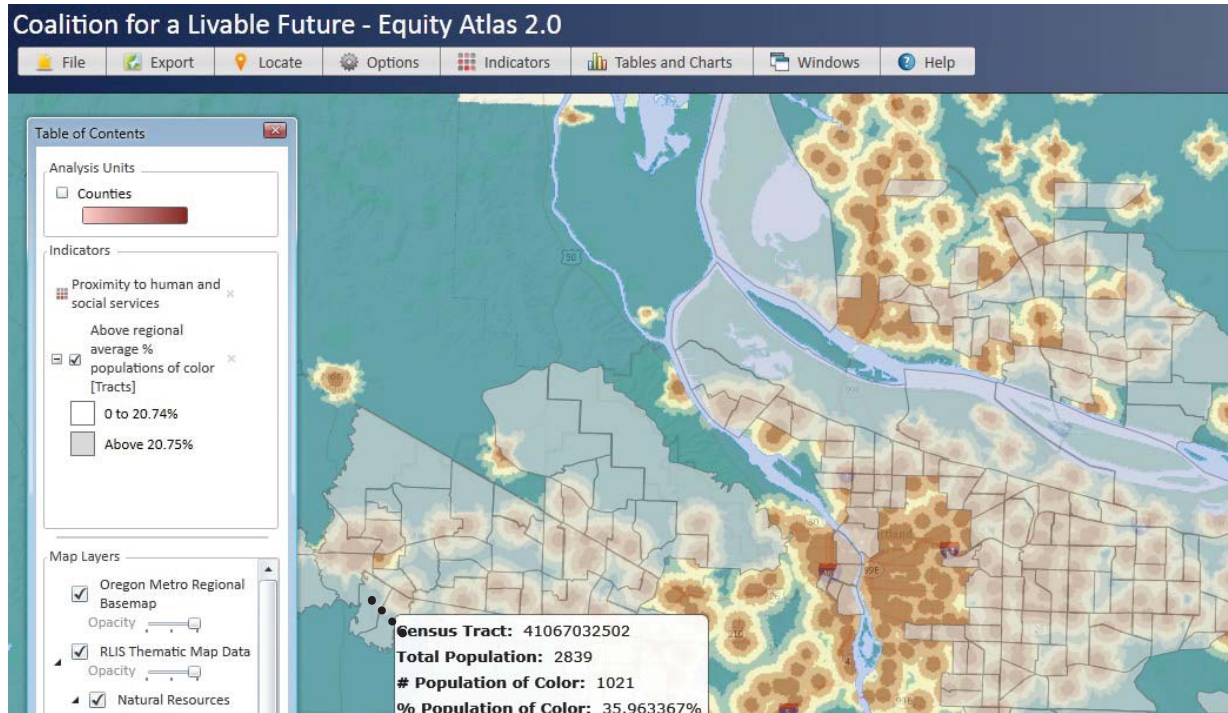 Coalition for a Livable Future - Equity Atlas 2.0
File
Export
Locate
Options
Indicators
Tables and Charts
Windows
Help
Table of Contents
Analysis Units
Counties
Indicators
Proximity to human and
social services
Above regional
average %
populations of color
[Tracts]
0 to 20.74%
Above 20.75%
Map Layers
Oregon Metro Regional
Basemap
Opacity
RLIS Thematic Map Data
Opacity
Natural Resources
30
99E
Census Tract: 41067032502
Total Population: 2839
# Population of Color: 1021
% Population of Color: 35.963367%